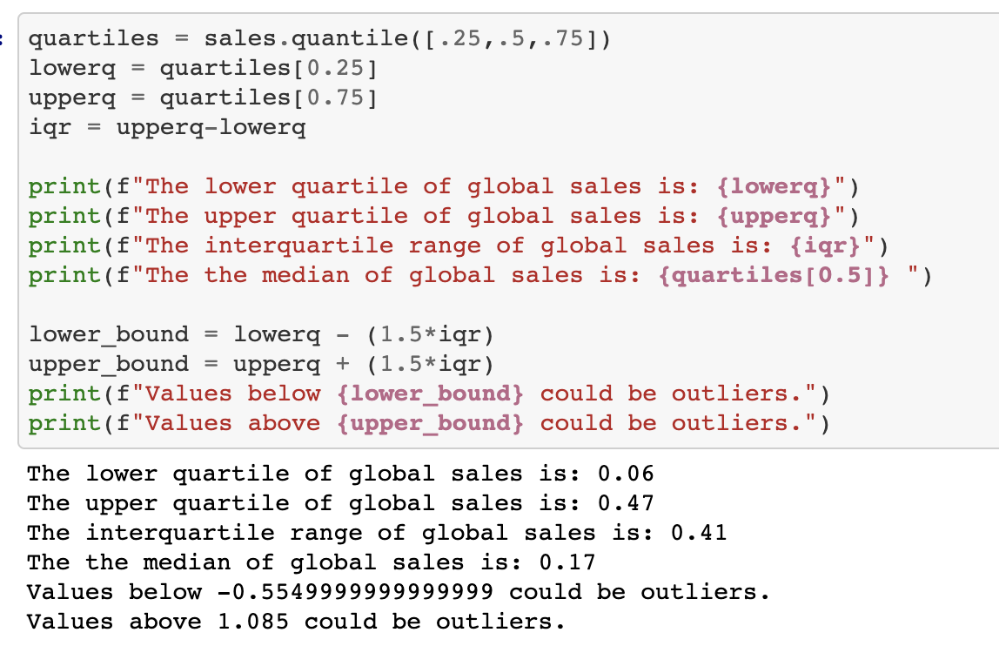 :
quartiles = sales.quantile([.25,.5,.75])
lowerq = quartiles[0.25]
upperq = quartiles[0.75]
iqr = upperq-lowerq
print(f"The lower quartile of global sales is: {lowerq}")
print(f"The upper quartile of global sales is: {upperq}")
print(f"The interquartile range of global sales is: {iqr}")
print(f"The the median of global sales is: {quartiles[0.5]} ")
lower_bound = lowerq - (1.5*iqr)
upper_bound = upperq + (1.5*iqr)
print(f"Values below {lower_bound} could be outliers.")
print(f"Values above {upper_bound} could be outliers.")
The lower quartile of global sales is: 0.06
The upper quartile of global sales is: 0.47
The interquartile range of global sales is: 0.41
The the median of global sales is: 0.17
Values below -0.5549999999999999 could be outliers.
Values above 1.085 could be outliers.